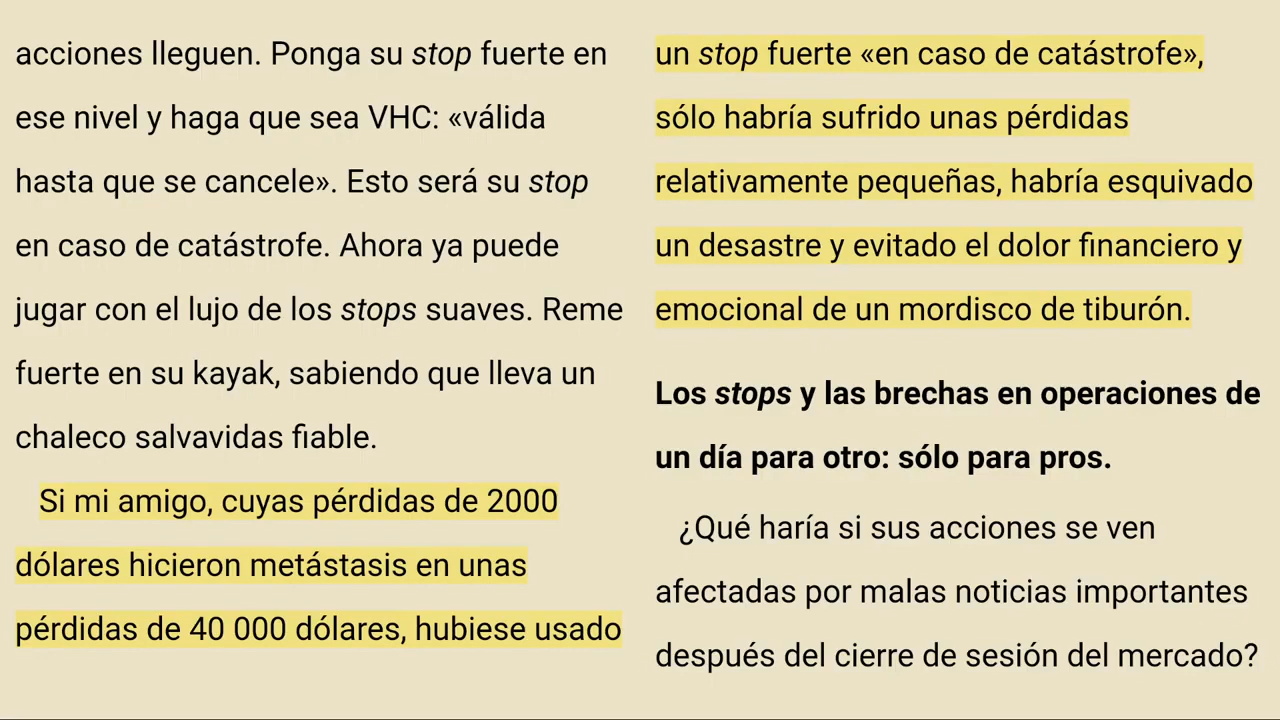 acciones lleguen. Ponga su stop fuerte en
ese nivel y haga que sea VHC: «válida
hasta que se cancele». Esto será su stop
en caso de catástrofe. Ahora ya puede
jugar con el lujo de los stops suaves. Reme
fuerte en su kayak, sabiendo que lleva un
chaleco salvavidas fiable.
Si mi amigo, cuyas pérdidas de 2000
dólares hicieron metástasis en unas
pérdidas de 40 000 dólares, hubiese usado
un stop fuerte «en caso de catástrofe»,
sólo habría sufrido unas pérdidas
relativamente pequeñas, habría esquivado
un desastre y evitado el dolor financiero y
emocional de un mordisco de tiburón.
Los stops y las brechas en operaciones de
un día para otro: sólo para pros.
¿Qué haría si sus acciones se ven
afectadas por malas noticias importantes
después del cierre de sesión del mercado?